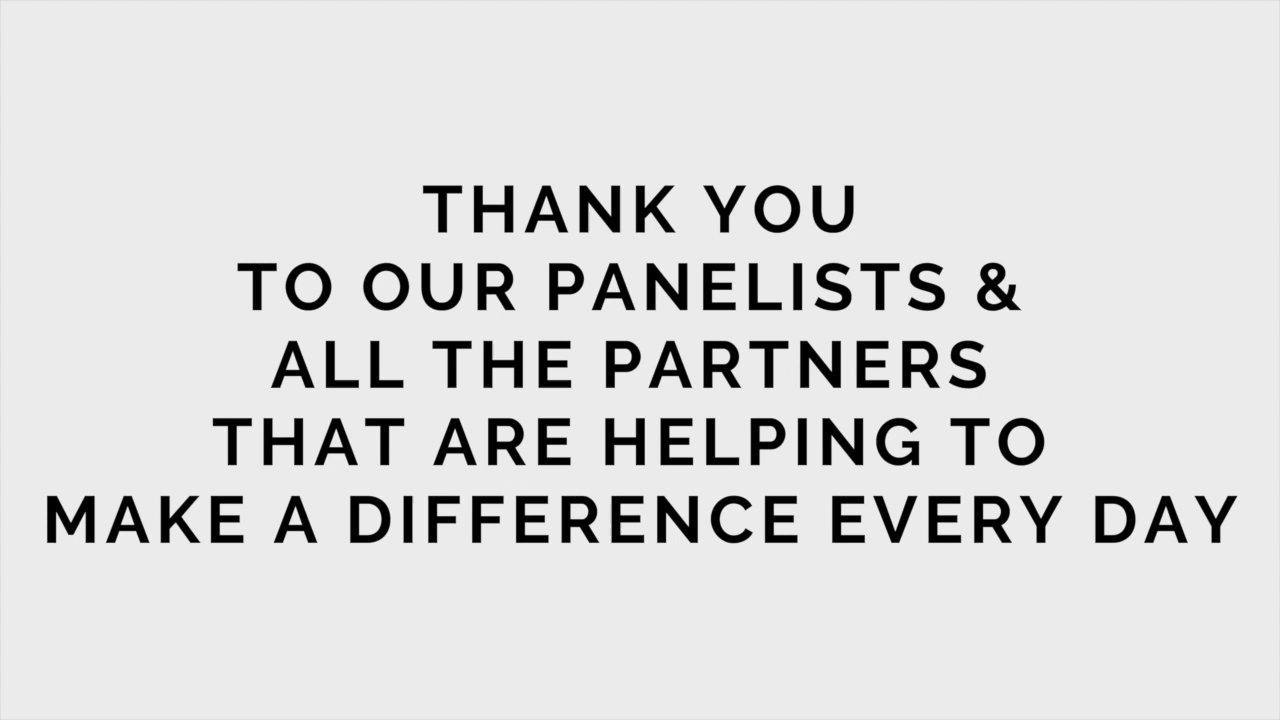 THANK YOU
TO OUR PANELISTS &
ALL THE PARTNERS
THAT ARE HELPING TO
MAKE A DIFFERENCE EVERY DAY